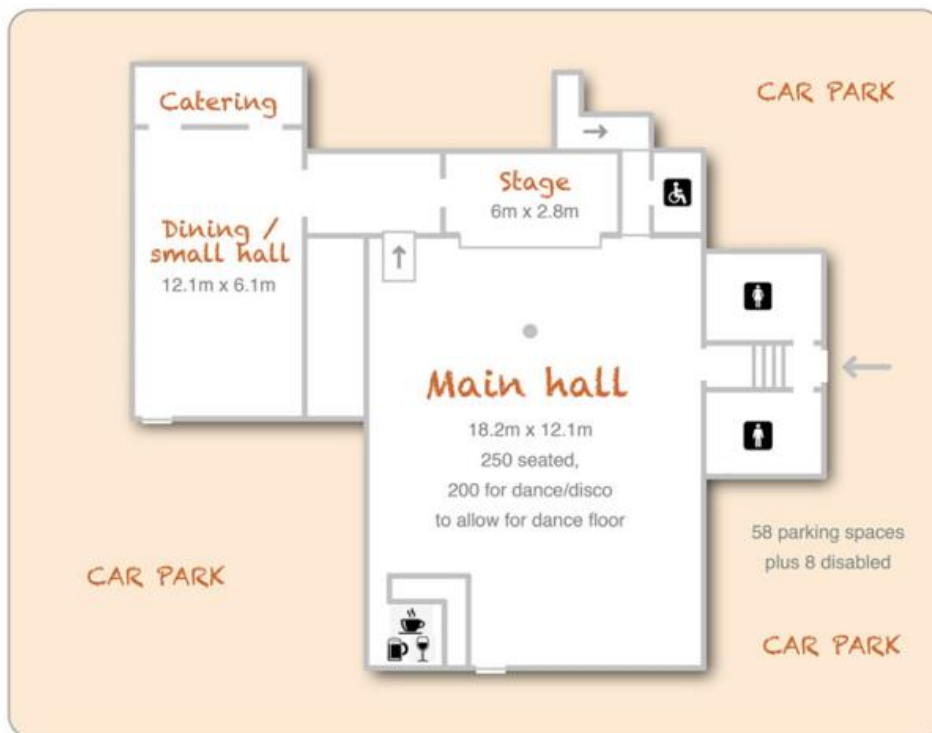 Catering
CAR PARK
Stage
6m x 2.8m
Dining /
small hall
12.1m x 6.1m
Main hall
18.2m x 12.1m
250 seated,
200 for dance/disco
to allow for dance floor
58 parking spaces
plus 8 disabled
CAR PARK
CAR PARK